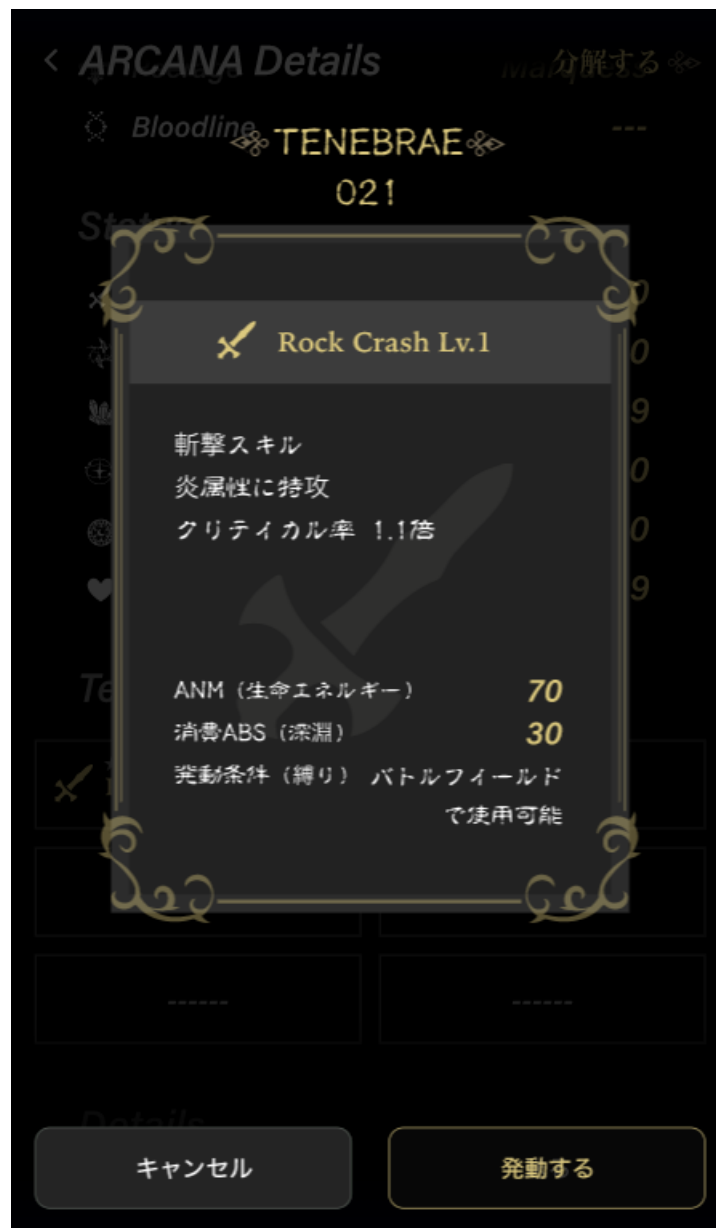 ARCANA Details
分解する
Marquess
Bloodline
---
TENEBRAE
021
Rock Crash Lv.1
斬撃スキル
炎属性に特攻
クリティカル率 1.1倍
ANM（生命エネルギー） 70
消費ABS（深淵） 30
発動条件（縛り） バトルフィールド
で使用可能
------ ------
Details
キャンセル 発動する